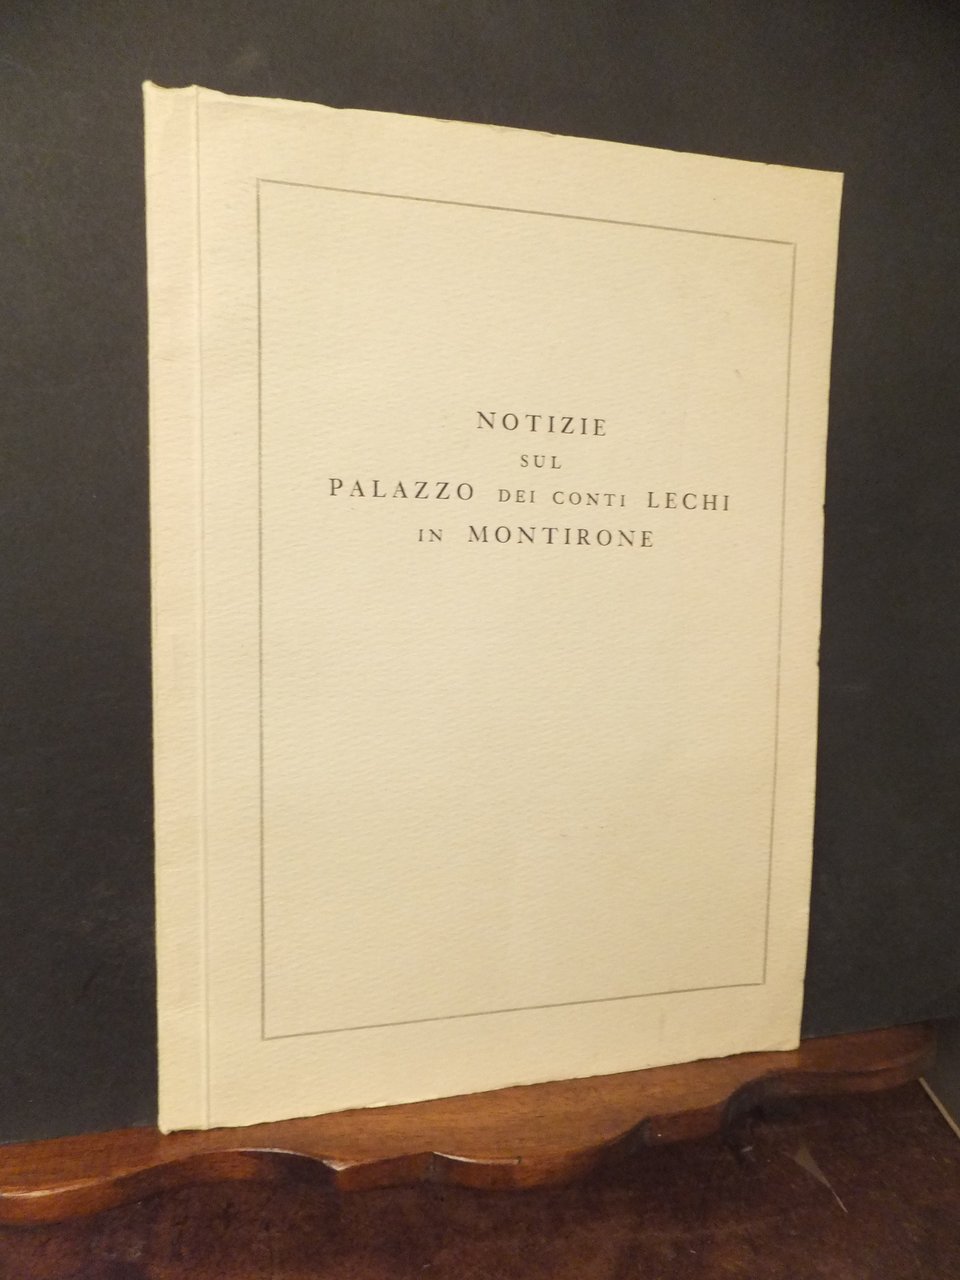 NOTIZIE
SUL
PALAZZO DEI CONTI LECHI
IN MONTIRONE